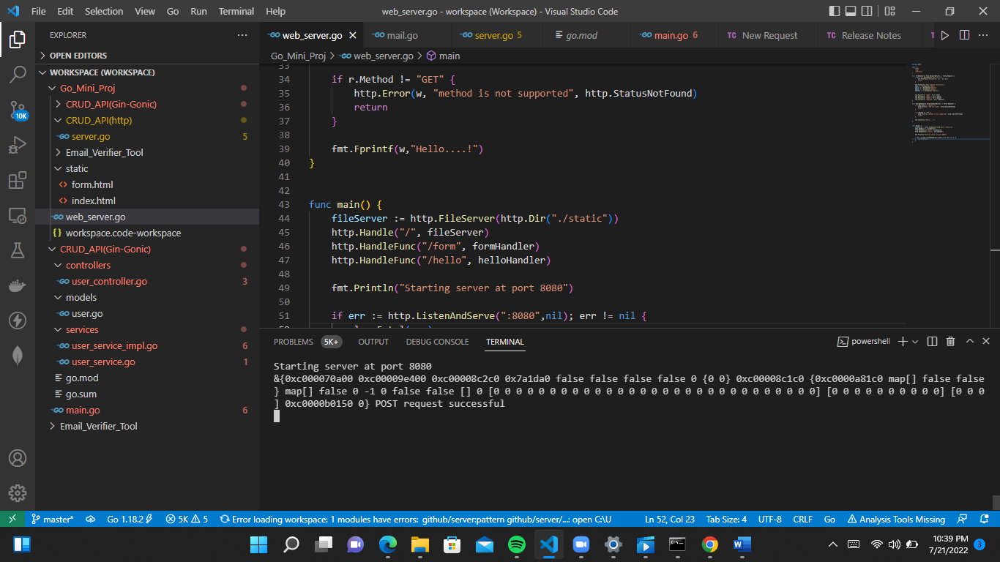 File Edit Selection View Go Run Terminal Help
web_server.go - workspace (Workspace) - Visual Studio Code
EXPLORER
OPEN EDITORS
WORKSPACE (WORKSPACE)
Go_Mini_Proj
CRUD_API(Gin-Gonic)
CRUD_API(http)
server.go 5
Email_Verifier_Tool
static
form.html
index.html
web_server.go
workspace.code-workspace
CRUD_API(Gin-Gonic)
controllers
user_controller.go 3
models
user.go
services
user_service_impl.go 6
user_service.go 1
go.mod
go.sum
main.go 6
Email_Verifier_Tool
10K
web_server.go mail.go server.go 5 go.mod main.go 6 TC New Request TC Release Notes
Go_Mini_Proj > web_server.go > main
33
34 if r.Method != "GET" {
35 http.Error(w, "method is not supported", http.StatusNotFound)
36 return
37 }
38
39 fmt.Fprintf(w,"Hello....!")
40 }
41
42
43 func main() {
44 fileServer := http.FileServer(http.Dir("./static"))
45 http.Handle("/", fileServer)
46 http.HandleFunc("/form", formHandler)
47 http.HandleFunc("/hello", helloHandler)
48
49 fmt.Println("Starting server at port 8080")
50
51 if err := http.ListenAndServe(":8080",nil); err != nil {
PROBLEMS 5K+ OUTPUT DEBUG CONSOLE TERMINAL
powershell
Starting server at port 8080
&{0xc000070a00 0xc00009e400 0xc00008c2c0 0x7a1da0 false false false false 0 {0 0} 0xc00008c1c0 {0xc0000a81c0 map[] false false
} map[] false 0 -1 0 false false [] 0 [0 0 0 0 0 0 0 0 0 0 0 0 0 0 0 0 0 0 0 0 0 0 0 0 0 0 0 0 0] [0 0 0 0 0 0 0 0 0 0] [0 0 0
] 0xc0000b0150 0} POST request successful
master* Go 1.18.2 5K 5 Error loading workspace: 1 modules have errors: github/server:pattern github/server/...: open C:\U
Ln 52, Col 23 Tab Size: 4 UTF-8 CRLF Go Analysis Tools Missing
10:39 PM
7/21/2022
3